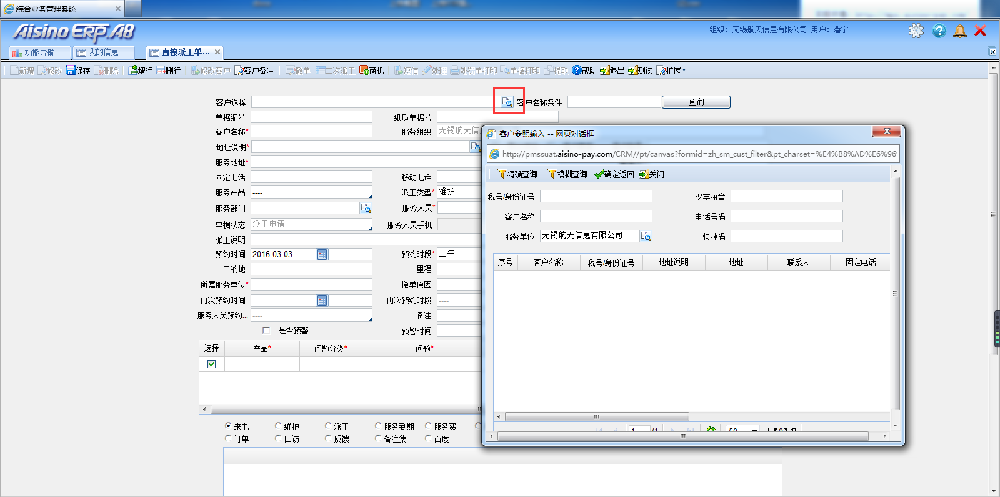 综合业务管理系统
Aisino ERP.A8
组织：无锡航天信息有限公司 用户：潘宁
功能导航 我的信息 直接派工单...
新增 修改 保存 删除 增行 删行 修改客户 客户备注 撤单 二次派工 商机 短信 处理 处罚单打印 单据打印 提取 帮助 退出 测试 扩展
客户选择 客户名称条件 查询
单据编号 纸质单据号
客户名称* 服务组织 无锡航天信
地址说明*
服务地址*
固定电话 移动电话
服务产品 ---- 派工类型* 维护
服务部门 服务人员*
单据状态 派工申请 服务人员手机
派工说明
预约时间 2016-03-03 预约时段* 上午
目的地 里程
所属服务单位* 撤单原因
再次预约时间 再次预约时段 ----
服务人员预约... ---- 备注
是否预警 预警时间
选择 产品* 问题分类* 问题*
来电 维护 派工 服务到期 服务费
订单 回访 反馈 备注集 百度
客户参照输入 -- 网页对话框
http://pmssuat.aisino-pay.com/CRM//pt/canvas?formid=zh_sm_cust_filter&pt_charset=%E4%B8%AD%E6%96%
精确查询 模糊查询 确定返回 关闭
税号/身份证号 汉字拼音
客户名称 电话号码
服务单位 无锡航天信息有限公司 快捷码
序号 客户名称 税号/身份证号 地址说明 地址 联系人 固定电话
1 /1 50 共【0】条